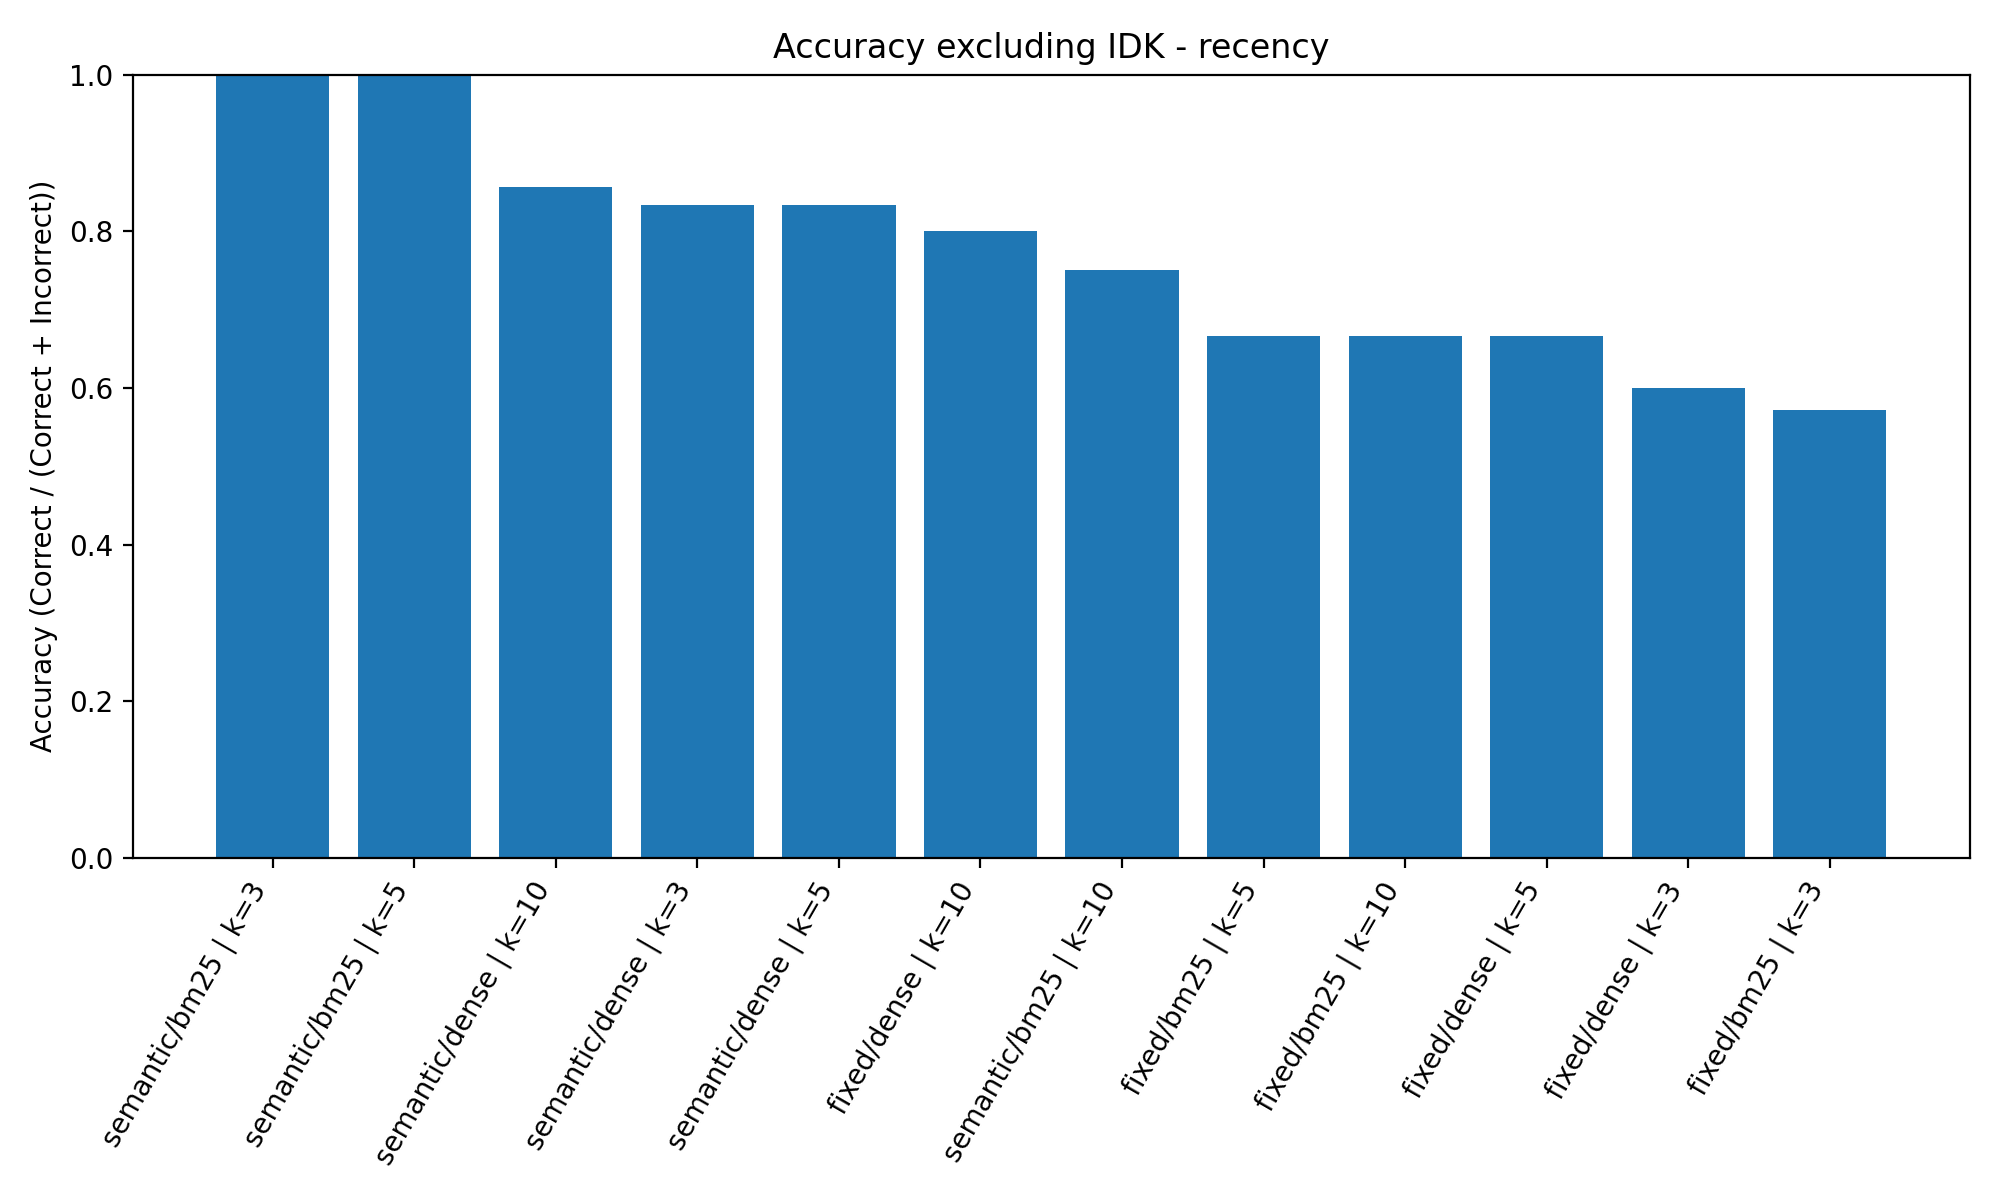 Accuracy excluding IDK - recency
Accuracy (Correct / (Correct + Incorrect))
1.0
0.8
0.6
0.4
0.2
0.0
semantic/bm25 | k=3
semantic/bm25 | k=5
semantic/dense | k=10
semantic/dense | k=3
semantic/dense | k=5
fixed/dense | k=10
semantic/bm25 | k=10
fixed/bm25 | k=5
fixed/bm25 | k=10
fixed/dense | k=5
fixed/dense | k=3
fixed/bm25 | k=3